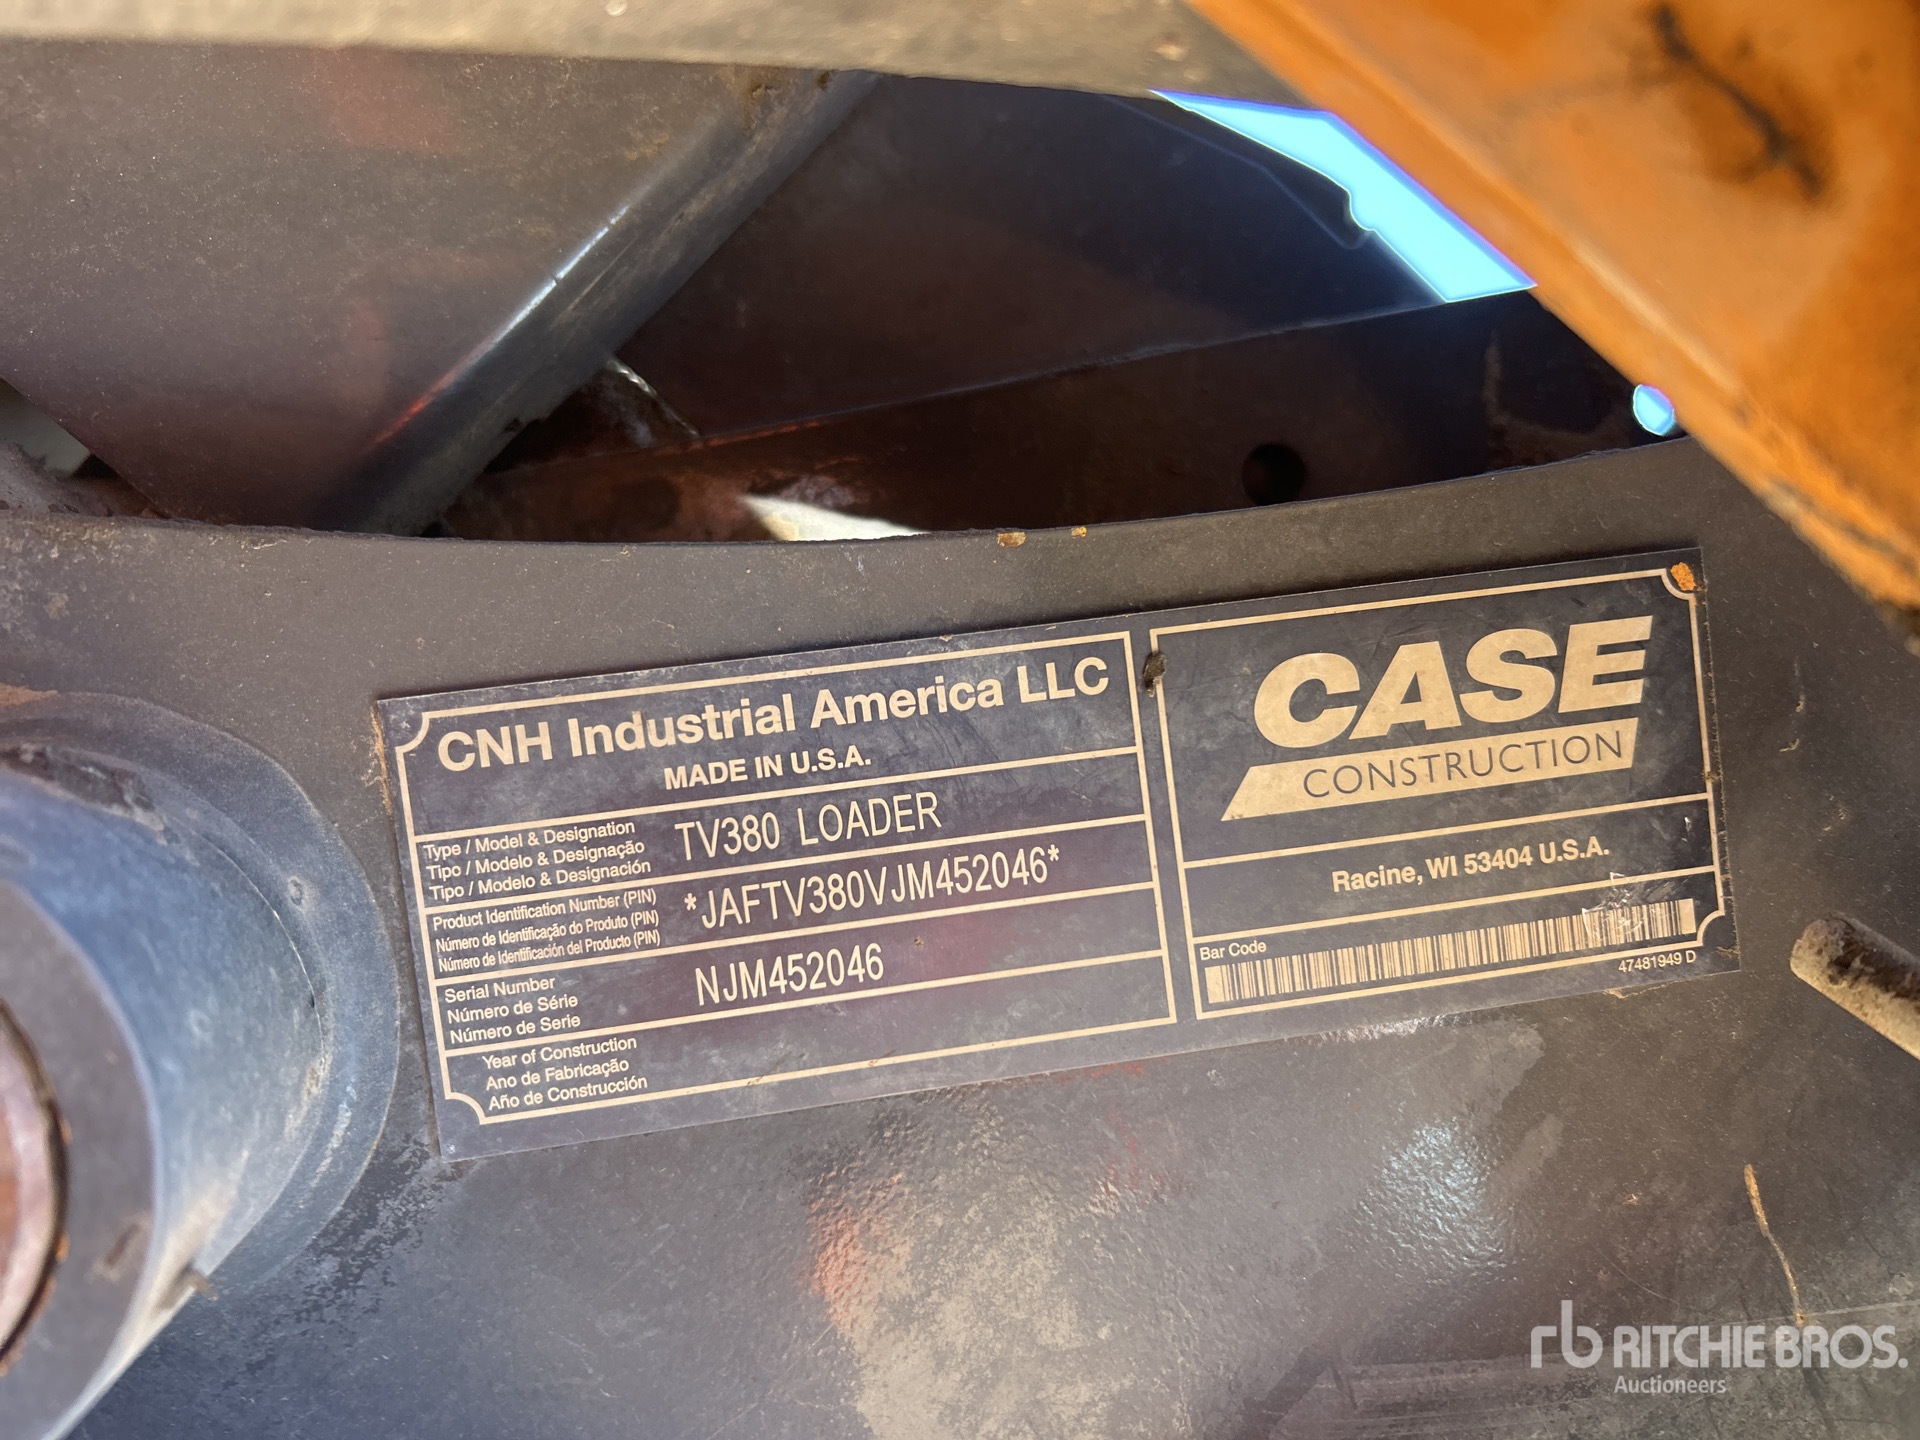 CNH Industrial America LLC
MADE IN U.S.A.
Type / Model & Designation
Tipo / Modelo & Designação
Tipo / Modelo & Designación
TV380 LOADER
Product Identification Number (PIN)
Número de Identificação do Produto (PIN)
Número de Identificación del Producto (PIN)
*JAFTV380VJM452046*
Serial Number
Número de Série
Número de Serie
NJM452046
Year of Construction
Ano de Fabricação
Año de Construcción
CASE
CONSTRUCTION
Racine, WI 53404 U.S.A.
Bar Code
47481949 D
rb RITCHIE BROS.
Auctioneers